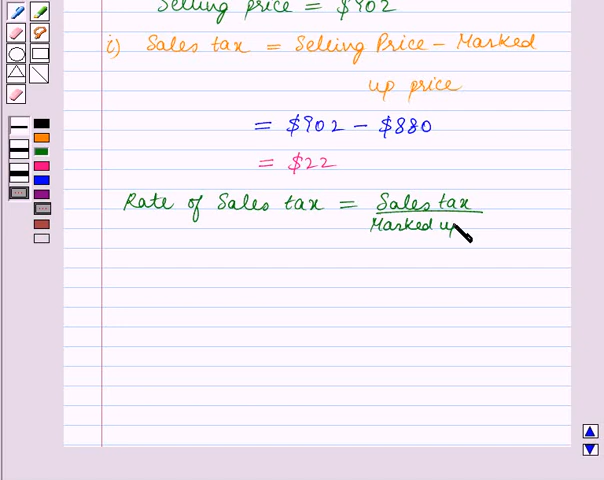 Selling price = $902
i) Sales tax = Selling Price - Marked
up price
= $902 - $880
= $22
Rate of Sales tax = Sales tax
Marked up